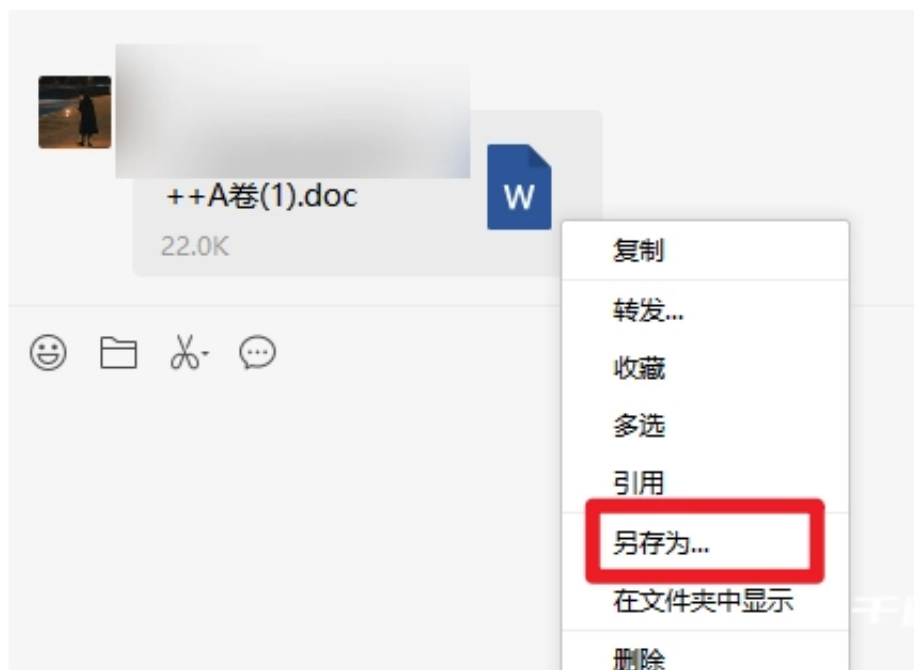 ++A卷(1).doc
W
22.0K
复制
转发...
收藏
多选
引用
另存为...
在文件夹中显示
删除